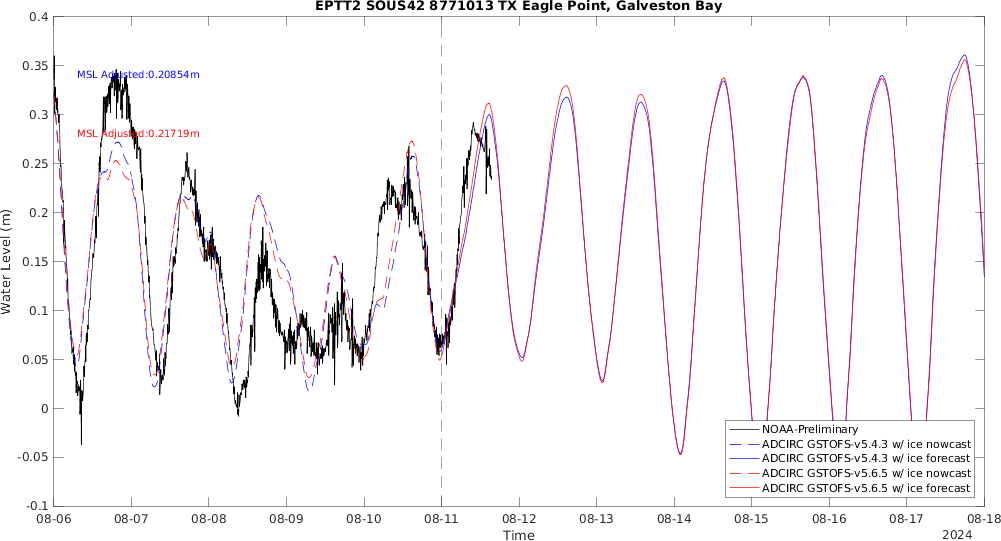 EPTT2 SOUS42 8771013 TX Eagle Point, Galveston Bay
0.4
0.35
0.3
0.25
0.2
0.15
0.1
0.05
0
-0.05
-0.1
Water Level (m)
MSL Adjusted:0.20854m
MSL Adjusted:0.21719m
NOAA-Preliminary
ADCIRC GSTOFS-v5.4.3 w/ ice nowcast
ADCIRC GSTOFS-v5.4.3 w/ ice forecast
ADCIRC GSTOFS-v5.6.5 w/ ice nowcast
ADCIRC GSTOFS-v5.6.5 w/ ice forecast
08-06 08-07 08-08 08-09 08-10 08-11 08-12 08-13 08-14 08-15 08-16 08-17 08-18
Time
2024